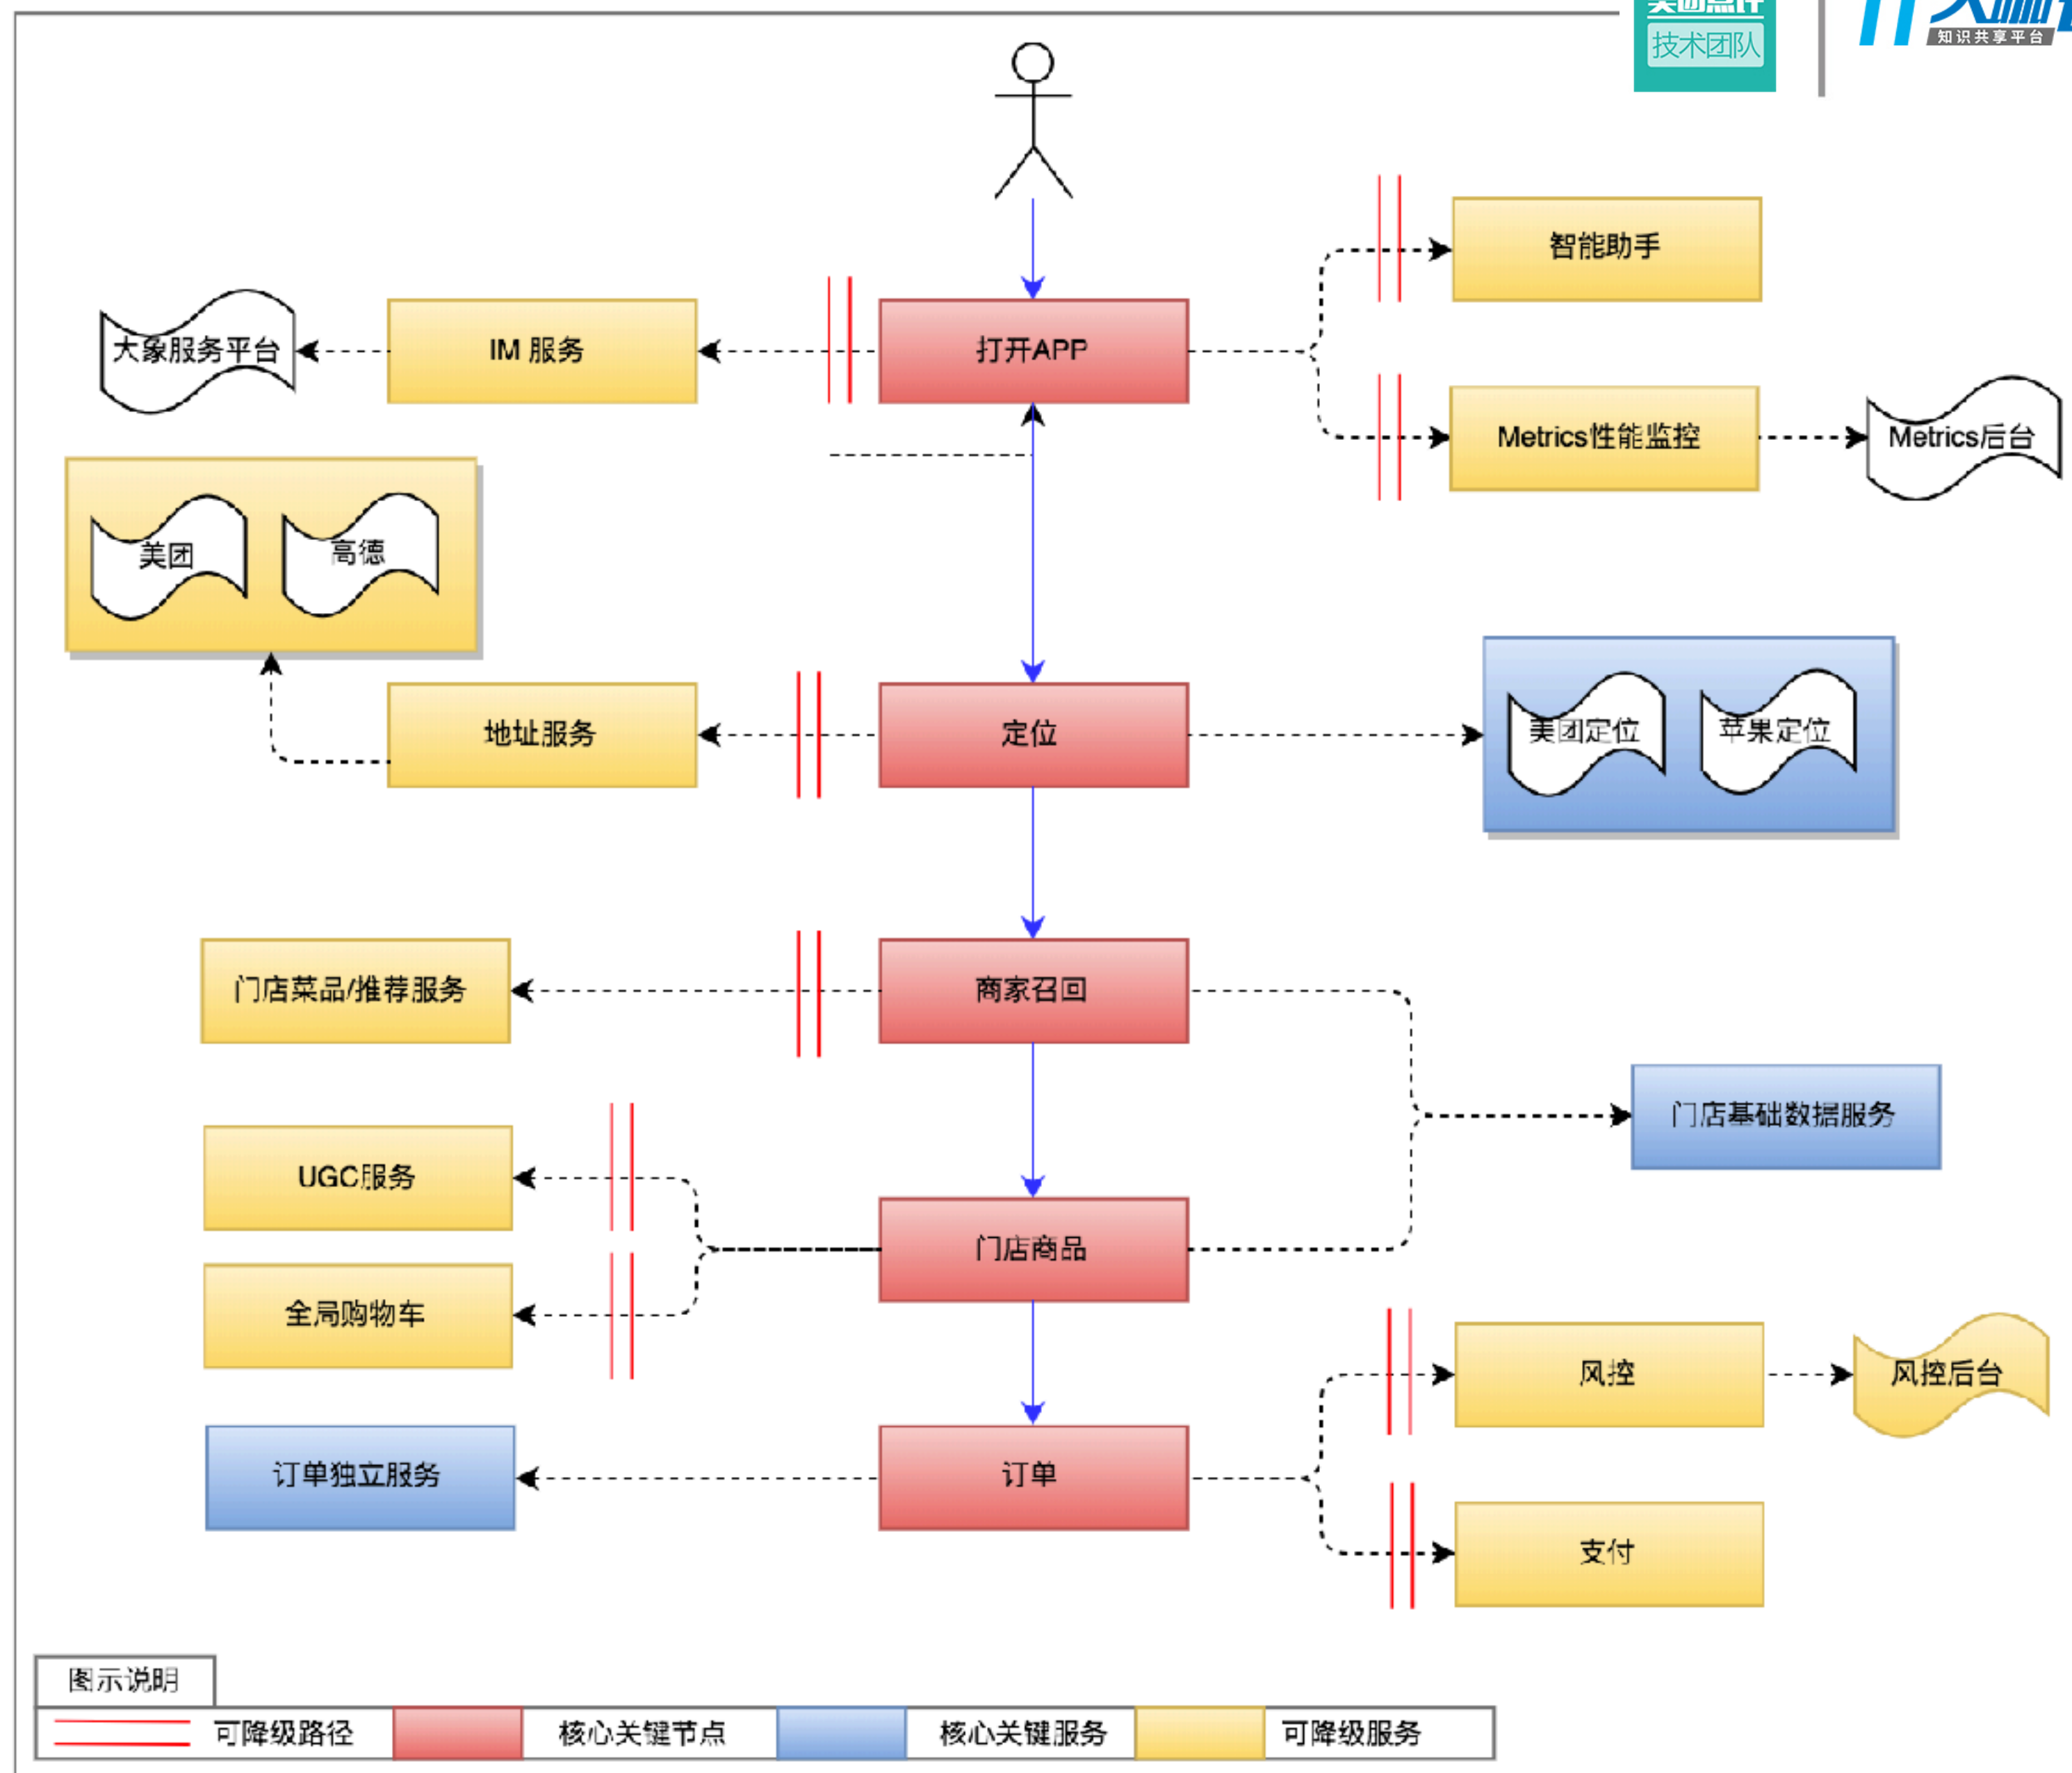 美团点评
技术团队
知识共享平台
智能助手
大象服务平台
IM 服务
打开APP
Metrics性能监控
Metrics后台
美团
高德
地址服务
定位
美团定位
苹果定位
门店菜品/推荐服务
商家召回
门店基础数据服务
UGC服务
门店商品
全局购物车
风控
风控后台
订单独立服务
订单
支付
图示说明
可降级路径
核心关键节点
核心关键服务
可降级服务